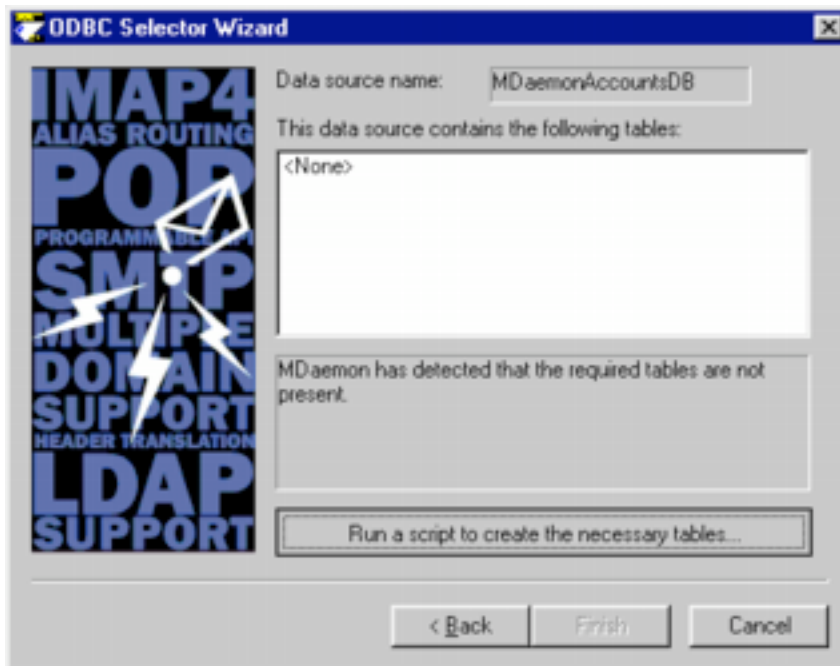 ODBC Selector Wizard
IMAP4
ALIAS ROUTING
POP
PROGRAMMABLE API
SMTP
MULTIPLE
DOMAIN
SUPPORT
HEADER TRANSLATION
LDAP
SUPPORT
Data source name: MDaemonAccountsDB
This data source contains the following tables:
<None>
MDaemon has detected that the required tables are not
present.
Run a script to create the necessary tables...
< Back Finish Cancel